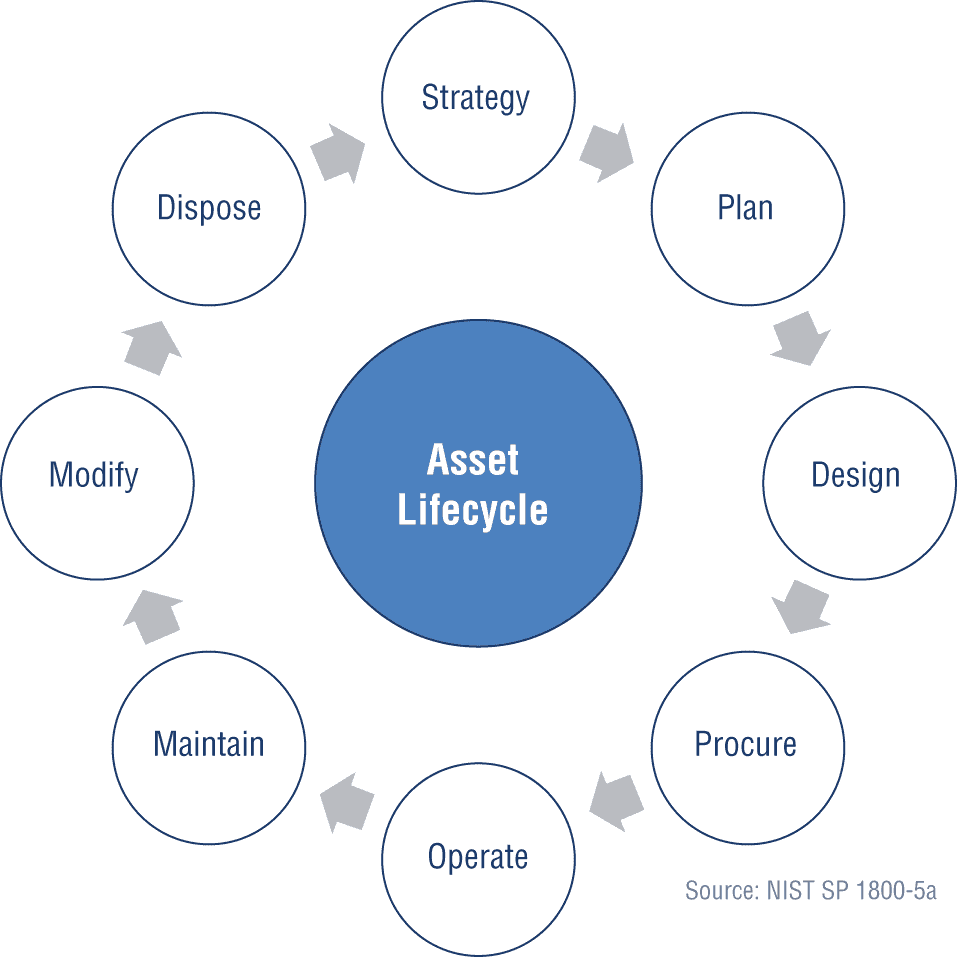 Strategy
Plan
Design
Procure
Operate
Maintain
Modify
Dispose
Asset
Lifecycle
Source: NIST SP 1800-5a